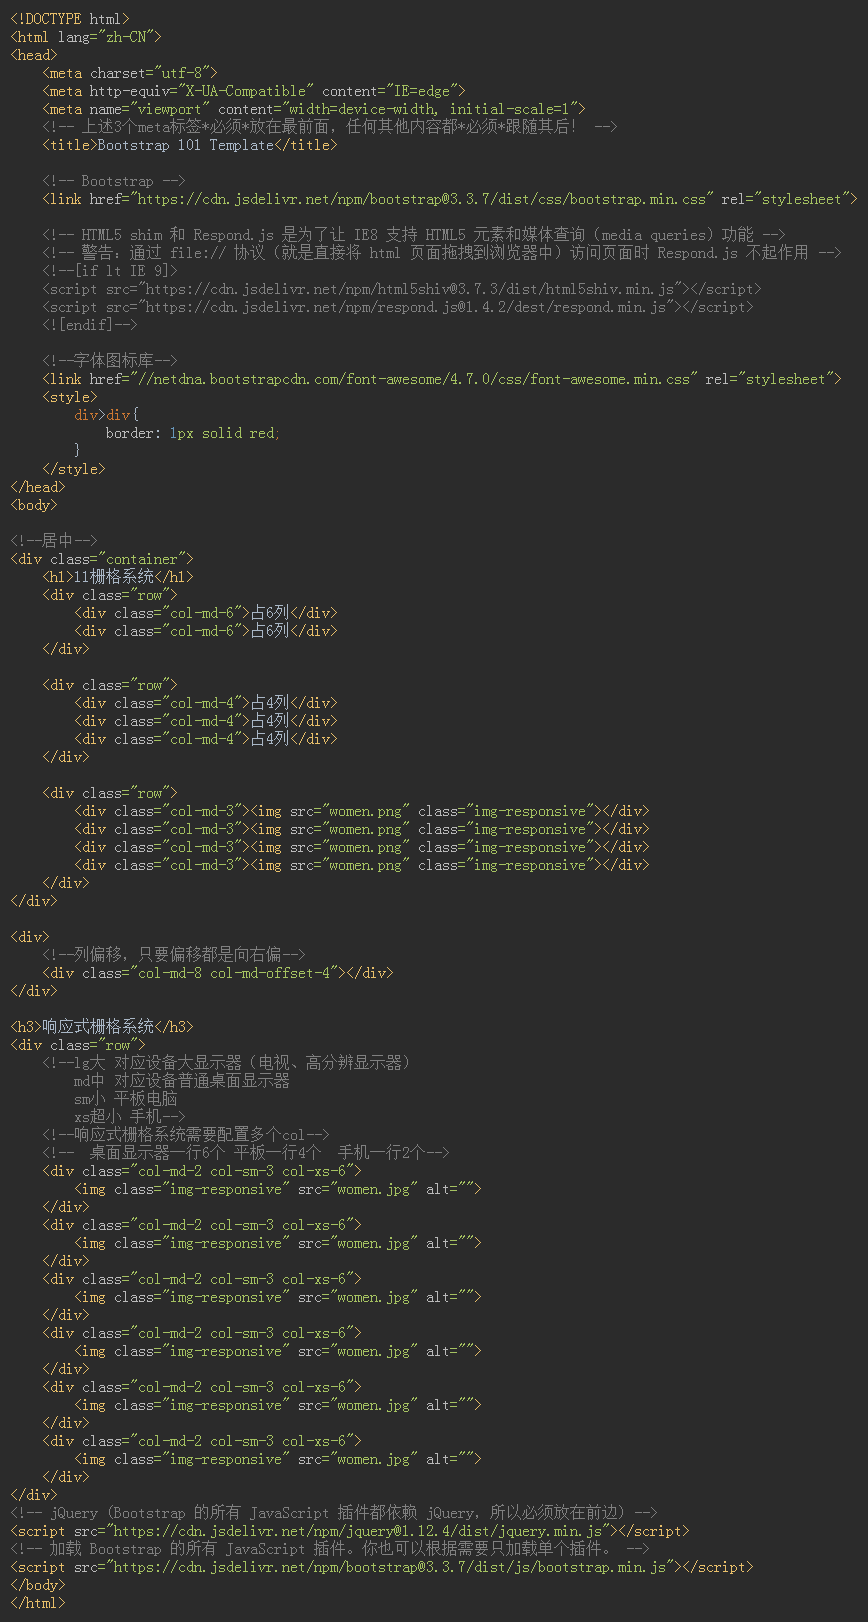 <!DOCTYPE html>
<html lang="zh-CN">
<head>
    <meta charset="utf-8">
    <meta http-equiv="X-UA-Compatible" content="IE=edge">
    <meta name="viewport" content="width=device-width, initial-scale=1">
    <!-- 上述3个meta标签*必须*放在最前面，任何其他内容都*必须*跟随其后！ -->
    <title>Bootstrap 101 Template</title>

    <!-- Bootstrap -->
    <link href="https://cdn.jsdelivr.net/npm/bootstrap@3.3.7/dist/css/bootstrap.min.css" rel="stylesheet">

    <!-- HTML5 shim 和 Respond.js 是为了让 IE8 支持 HTML5 元素和媒体查询（media queries）功能 -->
    <!-- 警告：通过 file:// 协议（就是直接将 html 页面拖拽到浏览器中）访问页面时 Respond.js 不起作用 -->
    <!--[if lt IE 9]>
    <script src="https://cdn.jsdelivr.net/npm/html5shiv@3.7.3/dist/html5shiv.min.js"></script>
    <script src="https://cdn.jsdelivr.net/npm/respond.js@1.4.2/dest/respond.min.js"></script>
    <![endif]-->

    <!--字体图标库-->
    <link href="//netdna.bootstrapcdn.com/font-awesome/4.7.0/css/font-awesome.min.css" rel="stylesheet">
    <style>
        div>div{
            border: 1px solid red;
        }
    </style>
</head>
<body>

<!--居中-->
<div class="container">
    <h1>11栅格系统</h1>
    <div class="row">
        <div class="col-md-6">占6列</div>
        <div class="col-md-6">占6列</div>
    </div>

    <div class="row">
        <div class="col-md-4">占4列</div>
        <div class="col-md-4">占4列</div>
        <div class="col-md-4">占4列</div>
    </div>

    <div class="row">
        <div class="col-md-3"><img src="women.png" class="img-responsive"></div>
        <div class="col-md-3"><img src="women.png" class="img-responsive"></div>
        <div class="col-md-3"><img src="women.png" class="img-responsive"></div>
        <div class="col-md-3"><img src="women.png" class="img-responsive"></div>
    </div>
</div>

<div>
    <!--列偏移，只要偏移都是向右偏-->
    <div class="col-md-8 col-md-offset-4"></div>
</div>

<h3>响应式栅格系统</h3>
<div class="row">
    <!--lg大 对应设备大显示器（电视、高分辨显示器）
        md中 对应设备普通桌面显示器
        sm小 平板电脑
        xs超小 手机-->
    <!--响应式栅格系统需要配置多个col-->
    <!--  桌面显示器一行6个 平板一行4个  手机一行2个-->
    <div class="col-md-2 col-sm-3 col-xs-6">
        <img class="img-responsive" src="women.jpg" alt="">
    </div>
    <div class="col-md-2 col-sm-3 col-xs-6">
        <img class="img-responsive" src="women.jpg" alt="">
    </div>
    <div class="col-md-2 col-sm-3 col-xs-6">
        <img class="img-responsive" src="women.jpg" alt="">
    </div>
    <div class="col-md-2 col-sm-3 col-xs-6">
        <img class="img-responsive" src="women.jpg" alt="">
    </div>
    <div class="col-md-2 col-sm-3 col-xs-6">
        <img class="img-responsive" src="women.jpg" alt="">
    </div>
    <div class="col-md-2 col-sm-3 col-xs-6">
        <img class="img-responsive" src="women.jpg" alt="">
    </div>
</div>
<!-- jQuery (Bootstrap 的所有 JavaScript 插件都依赖 jQuery，所以必须放在前边) -->
<script src="https://cdn.jsdelivr.net/npm/jquery@1.12.4/dist/jquery.min.js"></script>
<!-- 加载 Bootstrap 的所有 JavaScript 插件。你也可以根据需要只加载单个插件。 -->
<script src="https://cdn.jsdelivr.net/npm/bootstrap@3.3.7/dist/js/bootstrap.min.js"></script>
</body>
</html>